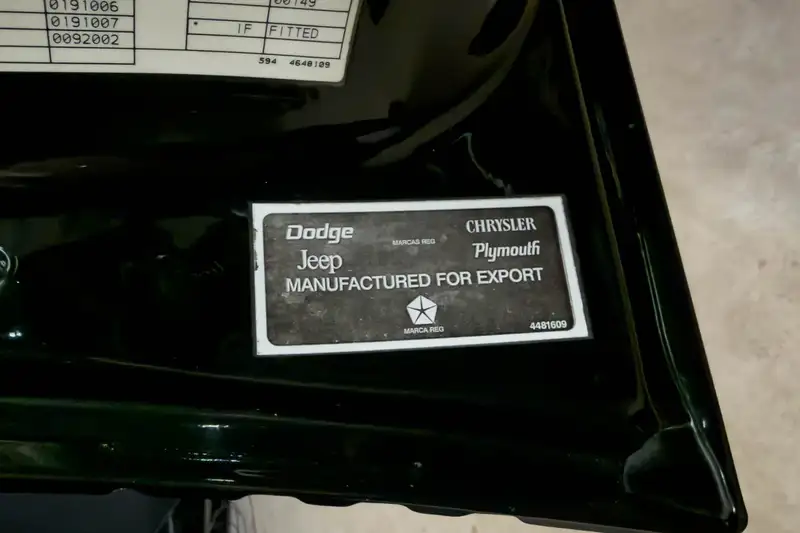 0191006
0191007
0092002
00149
* IF FITTED
594 4648109
Dodge
CHRYSLER
MARCAS REG
Jeep
Plymouth
MANUFACTURED FOR EXPORT
MARCA REG
4481609